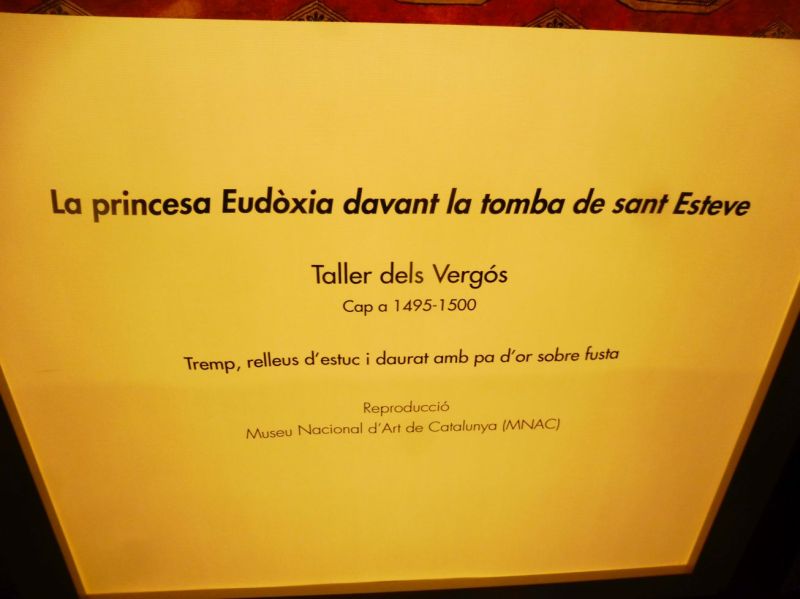 La princesa Eudòxia davant la tomba de sant Esteve
Taller dels Vergós
Cap a 1495-1500
Tremp, relleus d'estuc i daurat amb pa d'or sobre fusta
Reproducció
Museu Nacional d'Art de Catalunya (MNAC)